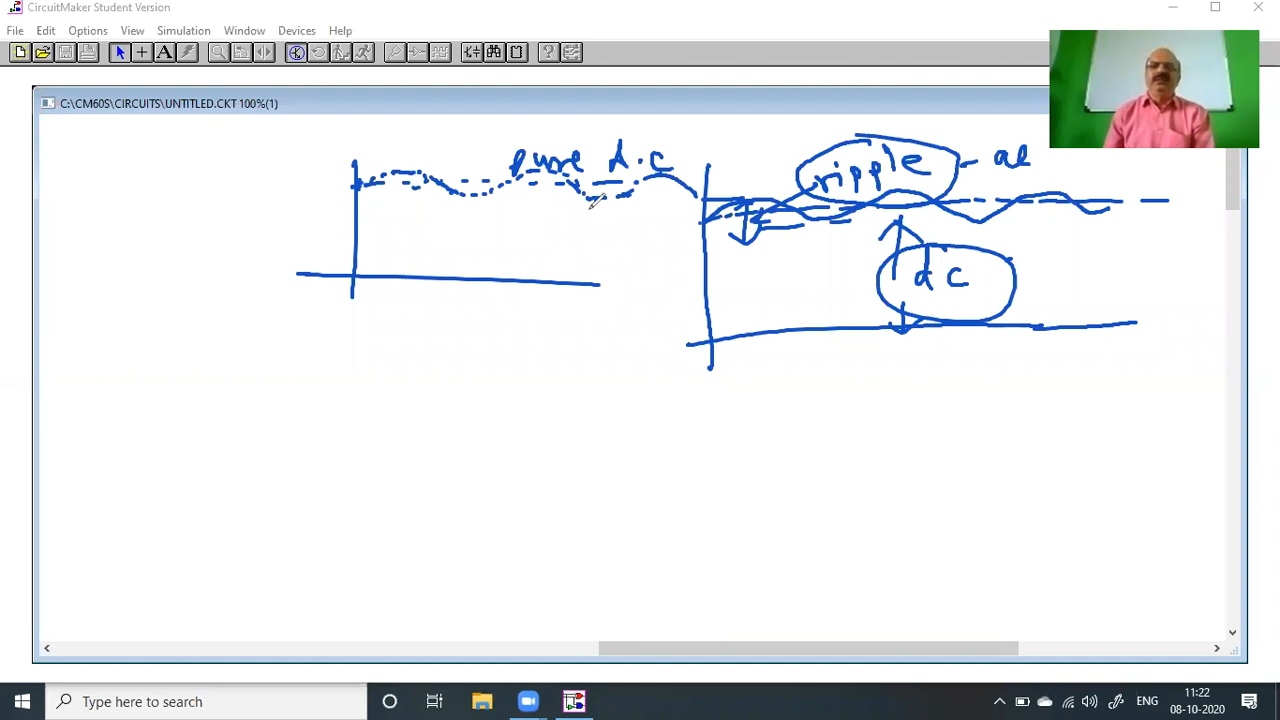 CircuitMaker Student Version
File Edit Options View Simulation Window Devices Help
C:\CM60S\CIRCUITS\UNTITLED.CKT 100%(1)
pure d.c
ripple - ac
dc
Type here to search
ENG
11:22
08-10-2020